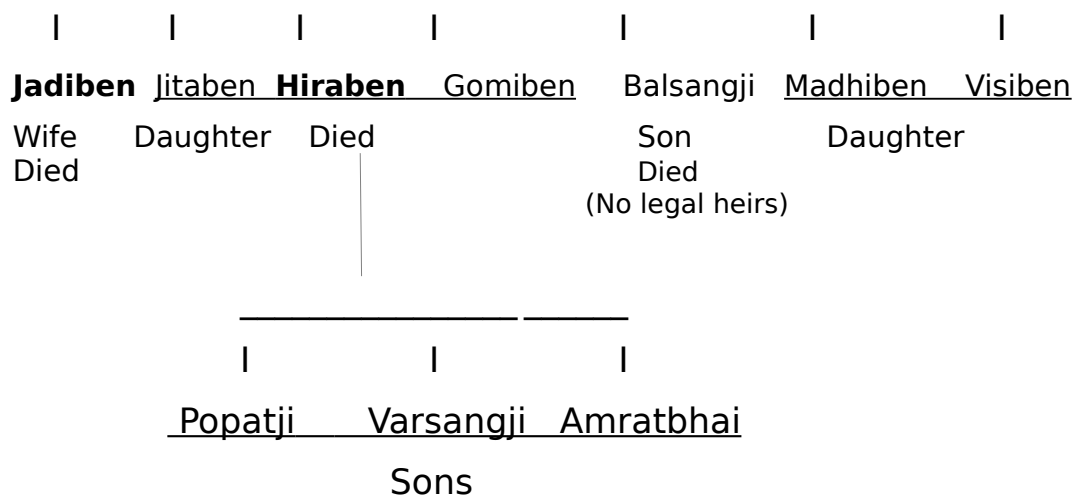 Jadiben Jitaben Hiraben Gomiben Balsangji Madhiben Visiben
Wife Daughter Died Son Daughter
Died Died
(No legal heirs)
Popatji Varsangji Amratbhai
Sons